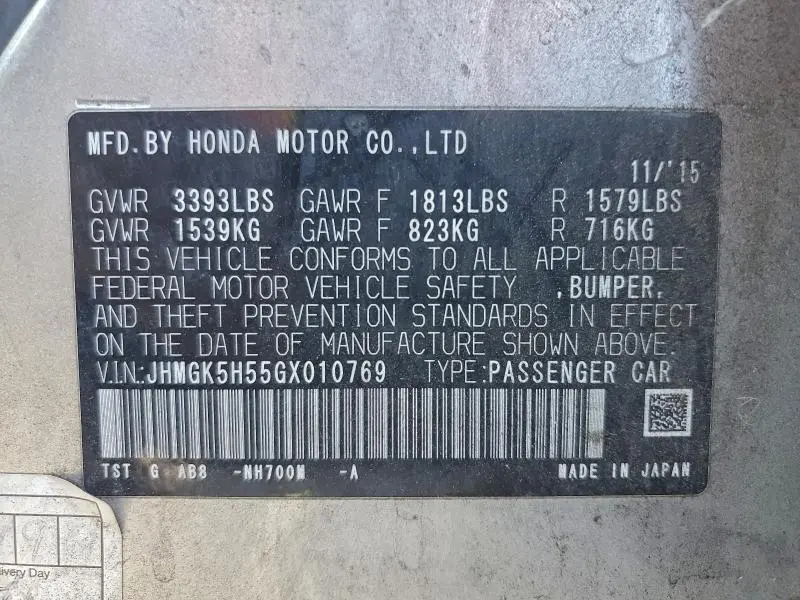 MFD.BY HONDA MOTOR CO.,LTD
11/'15
GVWR 3393LBS GAWR F 1813LBS R 1579LBS
GVWR 1539KG GAWR F 823KG R 716KG
THIS VEHICLE CONFORMS TO ALL APPLICABLE
FEDERAL MOTOR VEHICLE SAFETY ,BUMPER,
AND THEFT PREVENTION STANDARDS IN EFFECT
ON THE DATE OF MANUFACTURE SHOWN ABOVE.
V.I.N.:JHMGK5H55GX010769 TYPE:PASSENGER CAR
TST G AB8 -NH700M -A MADE IN JAPAN
ivery Day